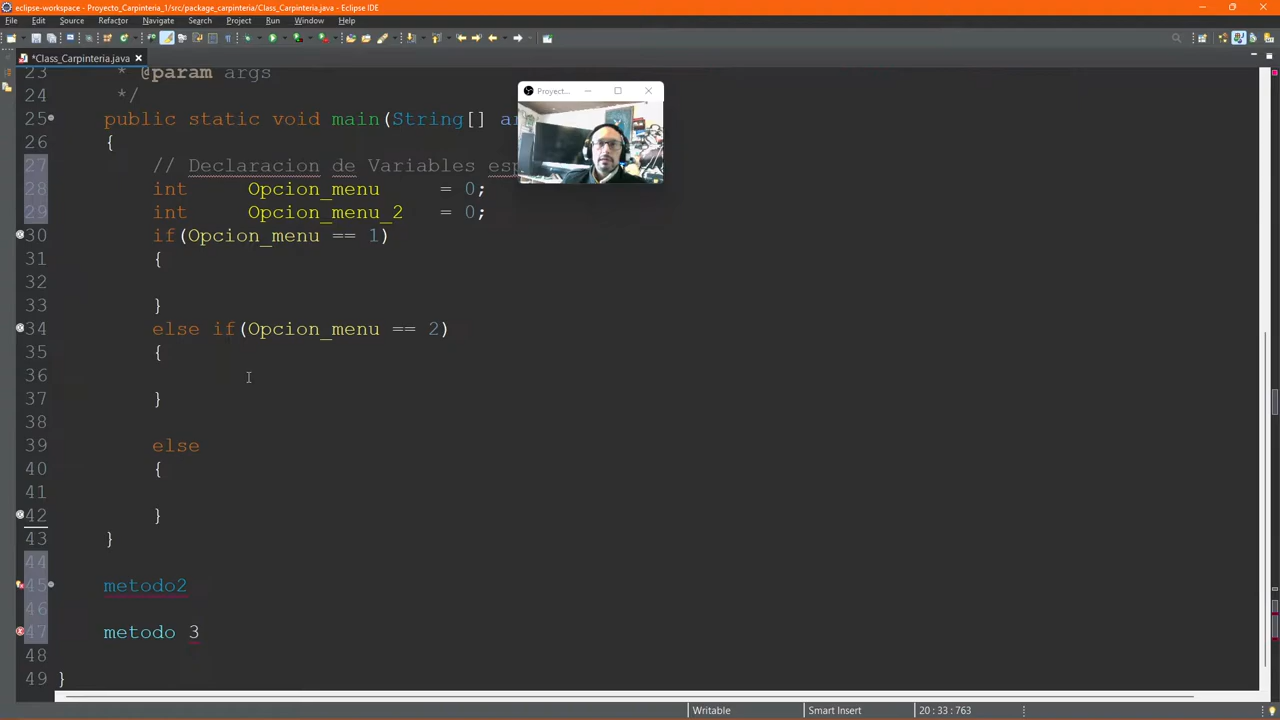 eclipse-workspace - Proyecto_Carpinteria_1/src/package_carpinteria/Class_Carpinteria.java - Eclipse IDE
File Edit Source Refactor Navigate Search Project Run Window Help
*Class_Carpinteria.java
23 * @param args
24 */
Proyect...
25 public static void main(String[]
26 {
27 // Declaracion de Variables esp
28 int Opcion_menu = 0;
29 int Opcion_menu_2 = 0;
30 if(Opcion_menu == 1)
31 {
32
33 }
34 else if(Opcion_menu == 2)
35 {
36
37 }
38
39 else
40 {
41
42 }
43 }
44
45 metodo2
46
47 metodo 3
48
49 }
Writable Smart Insert 20 : 33 : 763